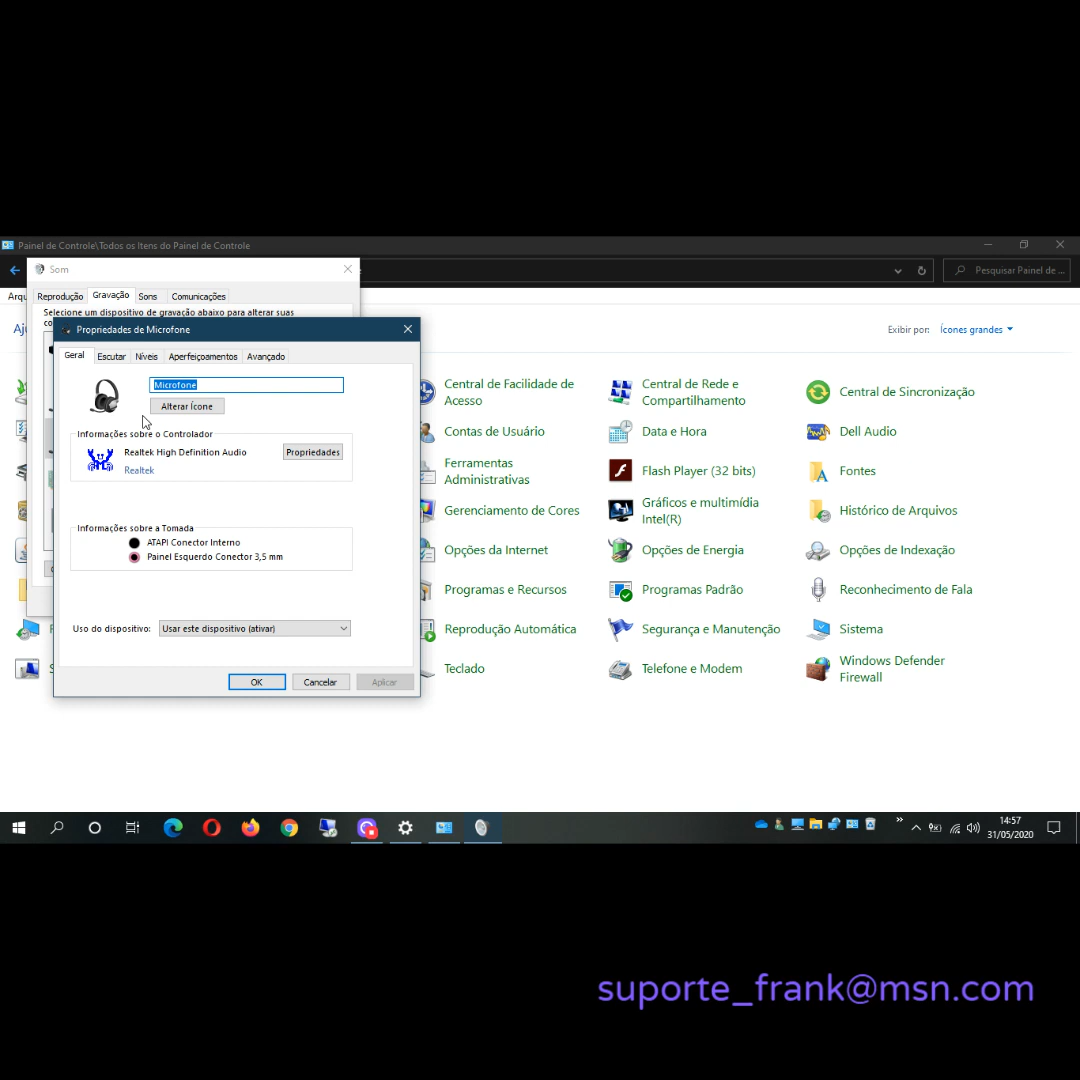 Painel de Controle\Todos os Itens do Painel de Controle
Som
Pesquisar Painel de ...
Arqu
Reprodução Gravação Sons Comunicações
Selecione um dispositivo de gravação abaixo para alterar suas
co
Propriedades de Microfone
Aju
Exibir por: Ícones grandes
Geral Escutar Níveis Aperfeiçoamentos Avançado
Microfone
Alterar Ícone
Informações sobre o Controlador
Realtek High Definition Audio
Propriedades
Realtek
Informações sobre a Tomada
ATAPI Conector Interno
Painel Esquerdo Conector 3,5 mm
Uso do dispositivo: Usar este dispositivo (ativar)
OK Cancelar Aplicar
Central de Facilidade de
Acesso
Central de Rede e
Compartilhamento
Central de Sincronização
Contas de Usuário
Data e Hora
Dell Audio
Ferramentas
Administrativas
Flash Player (32 bits)
Fontes
Gerenciamento de Cores
Gráficos e multimídia
Intel(R)
Histórico de Arquivos
Opções da Internet
Opções de Energia
Opções de Indexação
Programas e Recursos
Programas Padrão
Reconhecimento de Fala
Reprodução Automática
Segurança e Manutenção
Sistema
Teclado
Telefone e Modem
Windows Defender
Firewall
14:57
31/05/2020
suporte_frank@msn.com